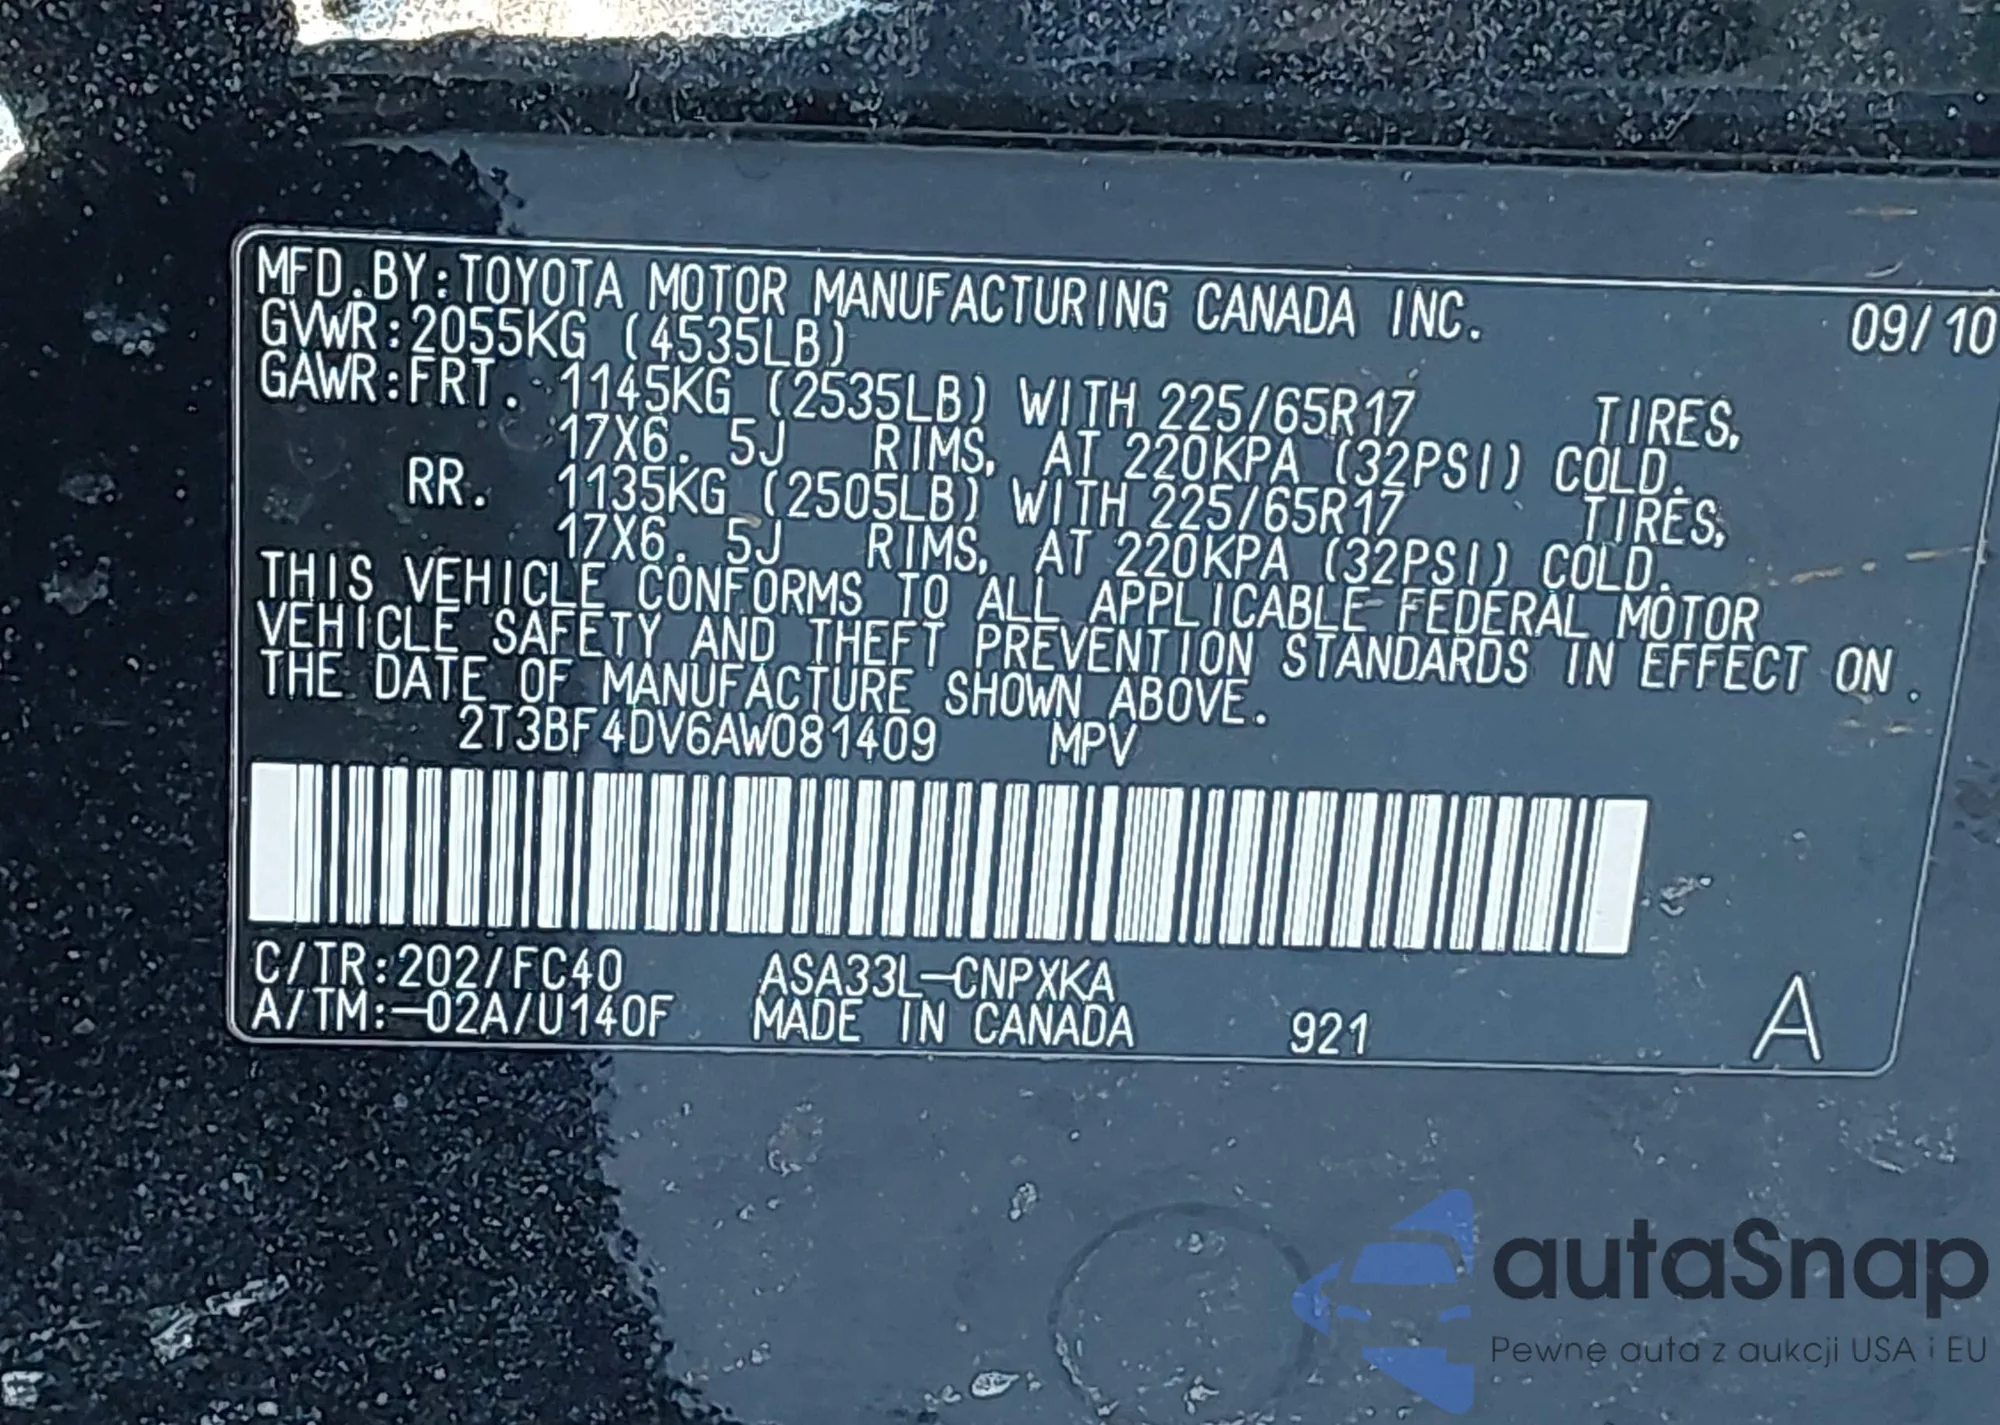 MFD.BY:TOYOTA MOTOR MANUFACTURING CANADA INC. 09/10
GVWR:2055KG (4535LB)
GAWR:FRT. 1145KG (2535LB) WITH 225/65R17 TIRES,
17X6. 5J RIMS, AT 220KPA (32PSI) COLD.
RR. 1135KG (2505LB) WITH 225/65R17 TIRES,
17X6. 5J RIMS, AT 220KPA (32PSI) COLD.
THIS VEHICLE CONFORMS TO ALL APPLICABLE FEDERAL MOTOR
VEHICLE SAFETY AND THEFT PREVENTION STANDARDS IN EFFECT ON
THE DATE OF MANUFACTURE SHOWN ABOVE.
2T3BF4DV6AW081409 MPV
C/TR:202/FC40 ASA33L-CNPXKA
A/TM:-02A/U140F MADE IN CANADA 921 A
autaSnap
Pewne auta z aukcji USA i EU